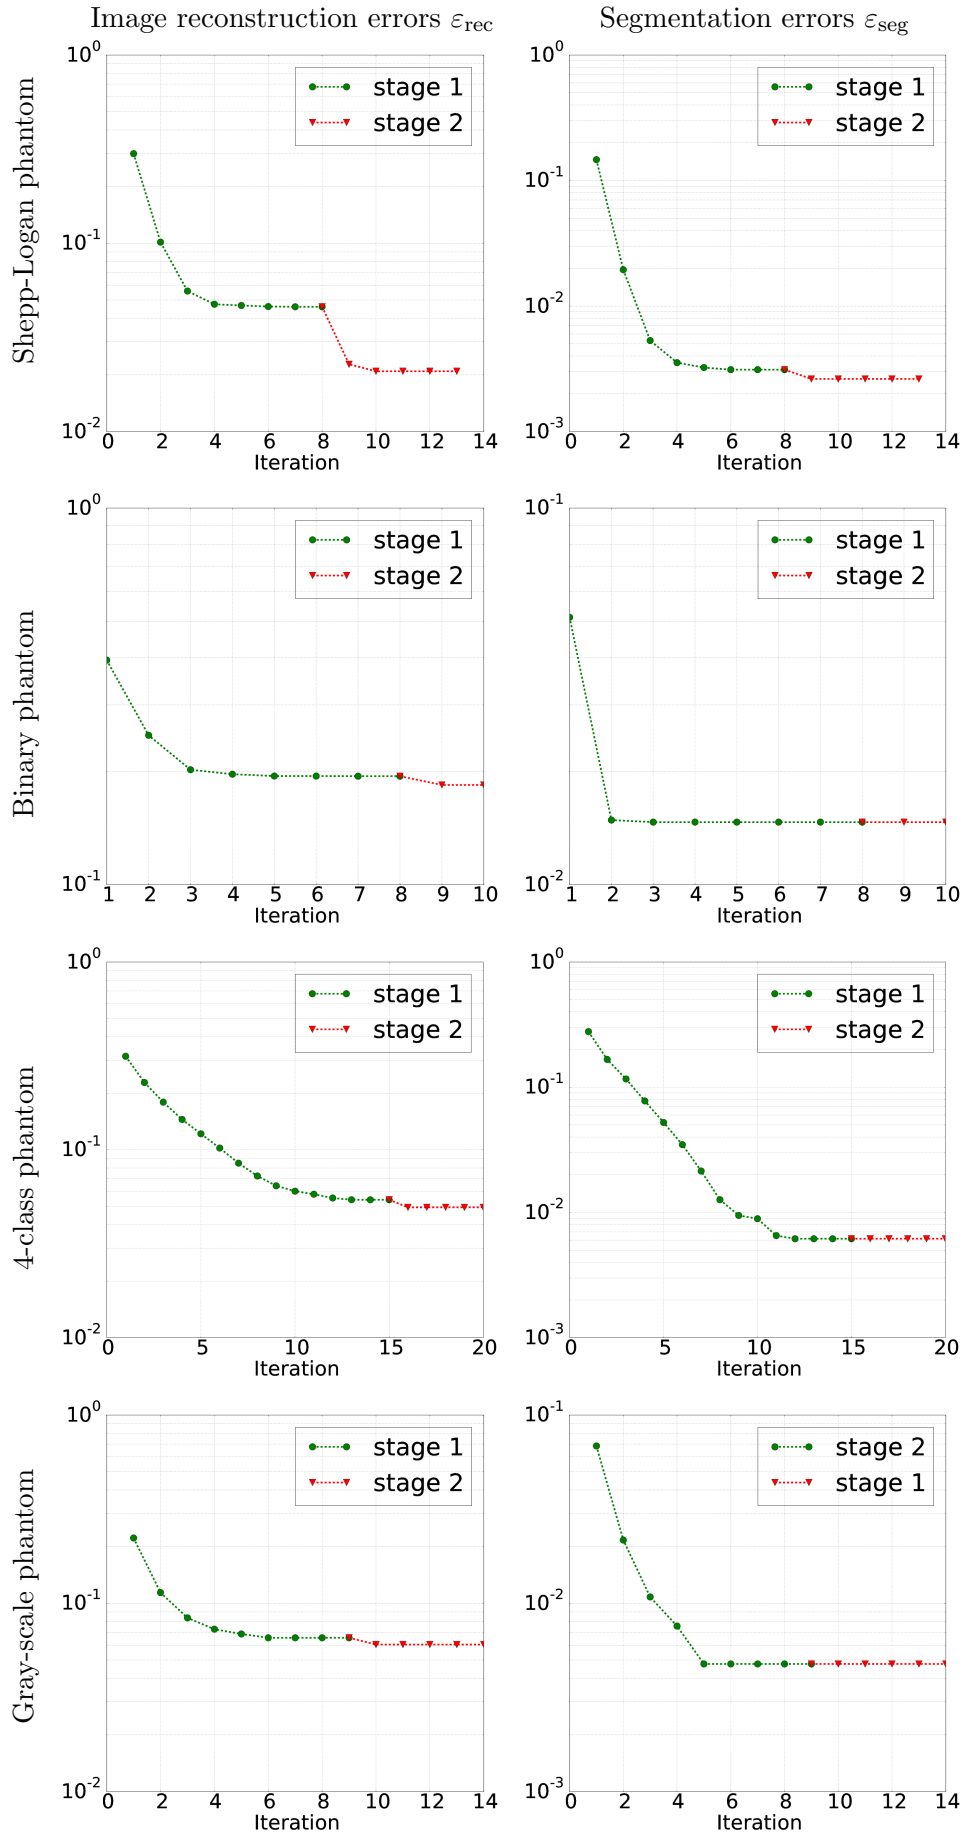 Image reconstruction errors εrec
Segmentation errors εseg
Shepp-Logan phantom
10^0
10^-1
10^-2
0 2 4 6 8 10 12 14
Iteration
stage 1
stage 2
10^0
10^-1
10^-2
10^-3
0 2 4 6 8 10 12 14
Iteration
stage 1
stage 2
Binary phantom
10^0
10^-1
1 2 3 4 5 6 7 8 9 10
Iteration
stage 1
stage 2
10^-1
10^-2
1 2 3 4 5 6 7 8 9 10
Iteration
stage 1
stage 2
4-class phantom
10^0
10^-1
10^-2
0 5 10 15 20
Iteration
stage 1
stage 2
10^0
10^-1
10^-2
10^-3
0 5 10 15 20
Iteration
stage 1
stage 2
Gray-scale phantom
10^0
10^-1
10^-2
0 2 4 6 8 10 12 14
Iteration
stage 1
stage 2
10^-1
10^-2
10^-3
0 2 4 6 8 10 12 14
Iteration
stage 2
stage 1